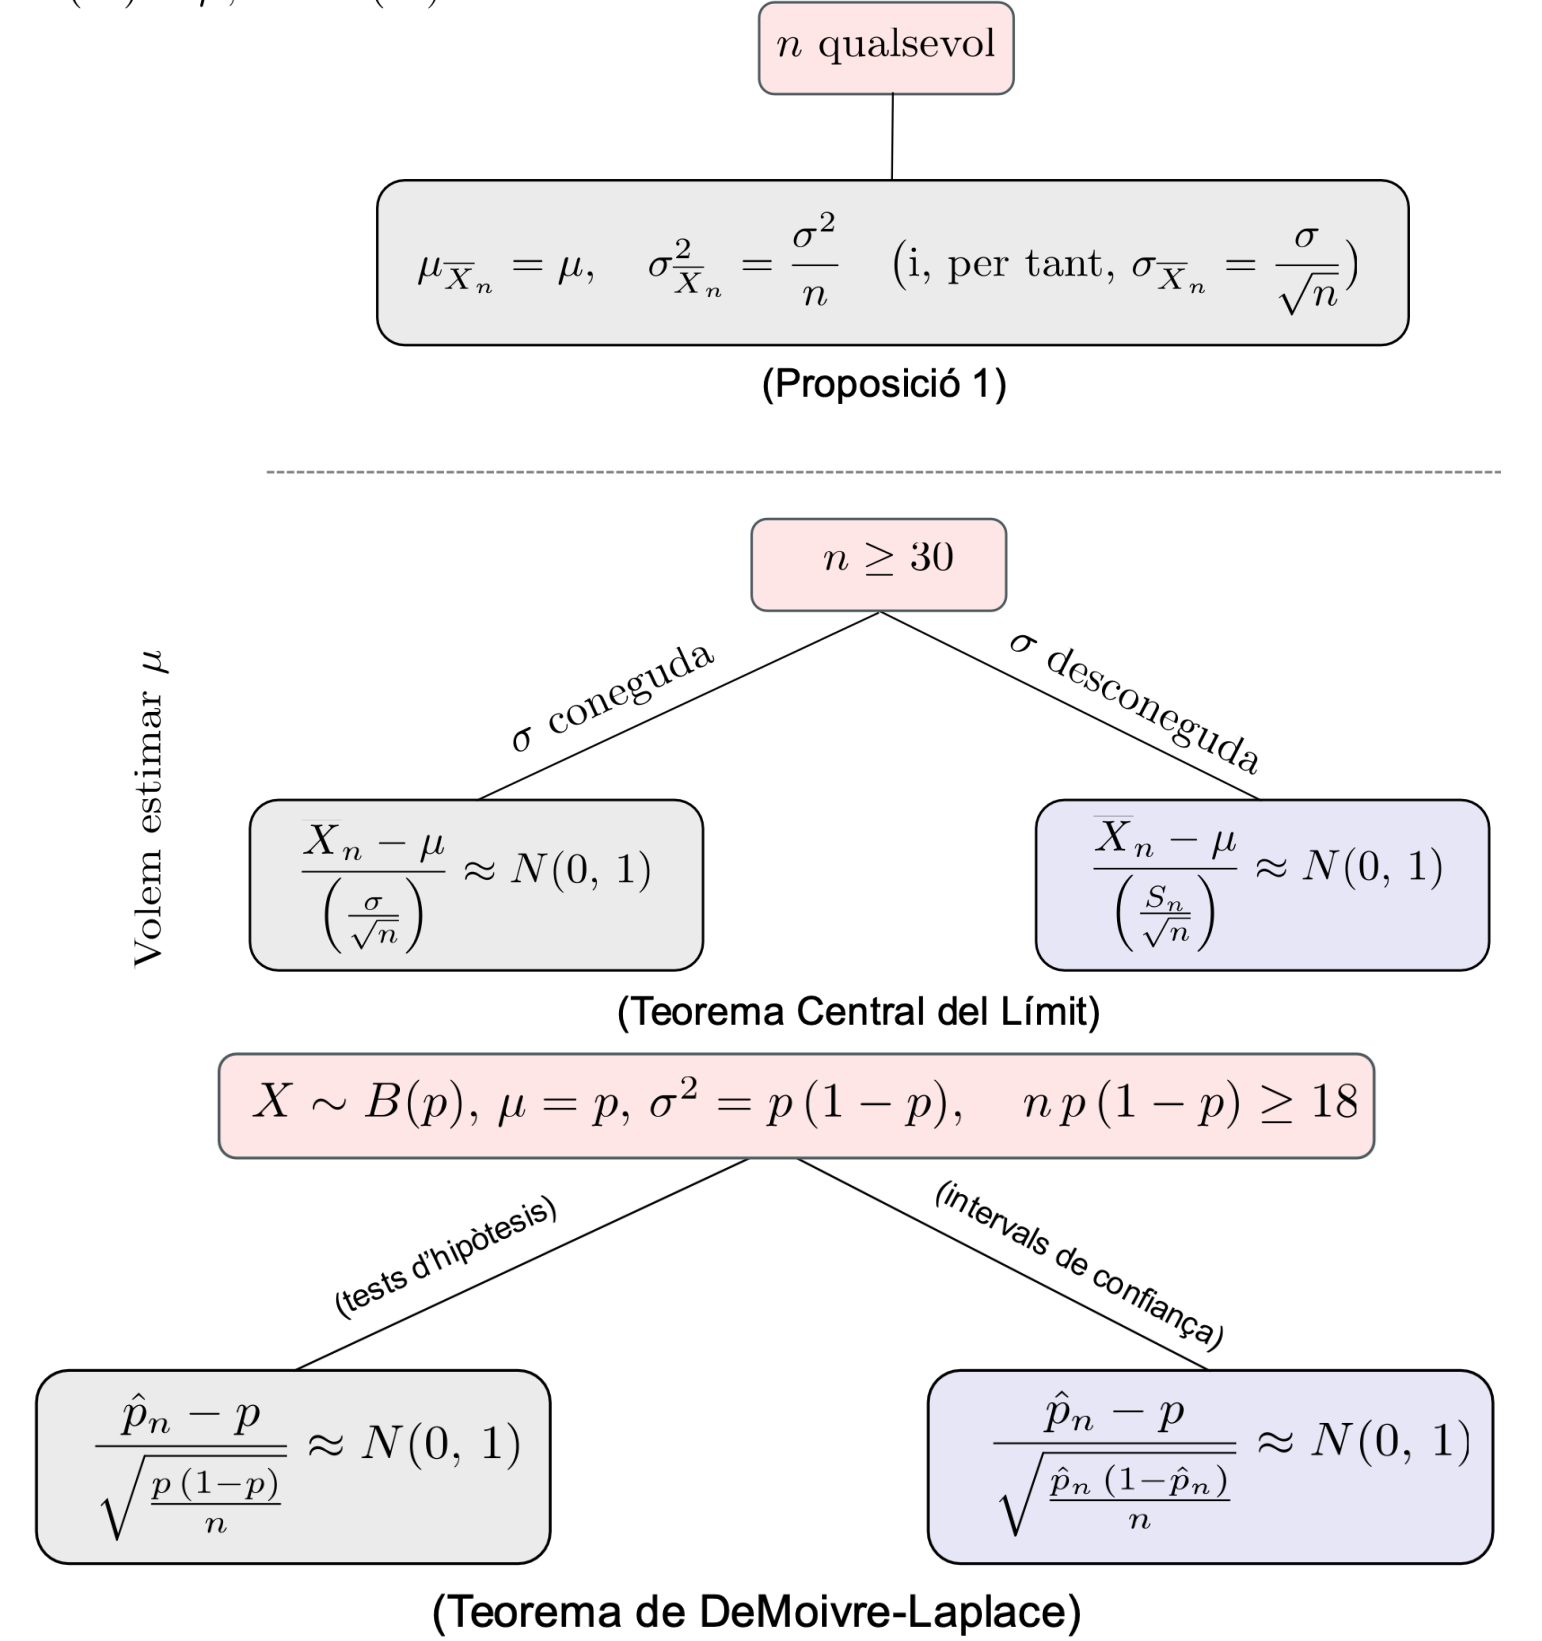 n qualsevol
μ_{X̅_n} = μ, σ²_{X̅_n} = σ²/n (i, per tant, σ_{X̅_n} = σ/√n)
(Proposició 1)
n ≥ 30
σ coneguda
σ desconeguda
Volem estimar μ
(X̅_n − μ)/(σ/√n) ≈ N(0, 1)
(X̅_n − μ)/(S_n/√n) ≈ N(0, 1)
(Teorema Central del Límit)
X ∼ B(p), μ = p, σ² = p (1 − p), n p (1 − p) ≥ 18
(tests d'hipòtesis)
(intervals de confiança)
(p̂_n − p)/√(p (1−p)/n) ≈ N(0, 1)
(p̂_n − p)/√(p̂_n (1−p̂_n)/n) ≈ N(0, 1)
(Teorema de DeMoivre-Laplace)